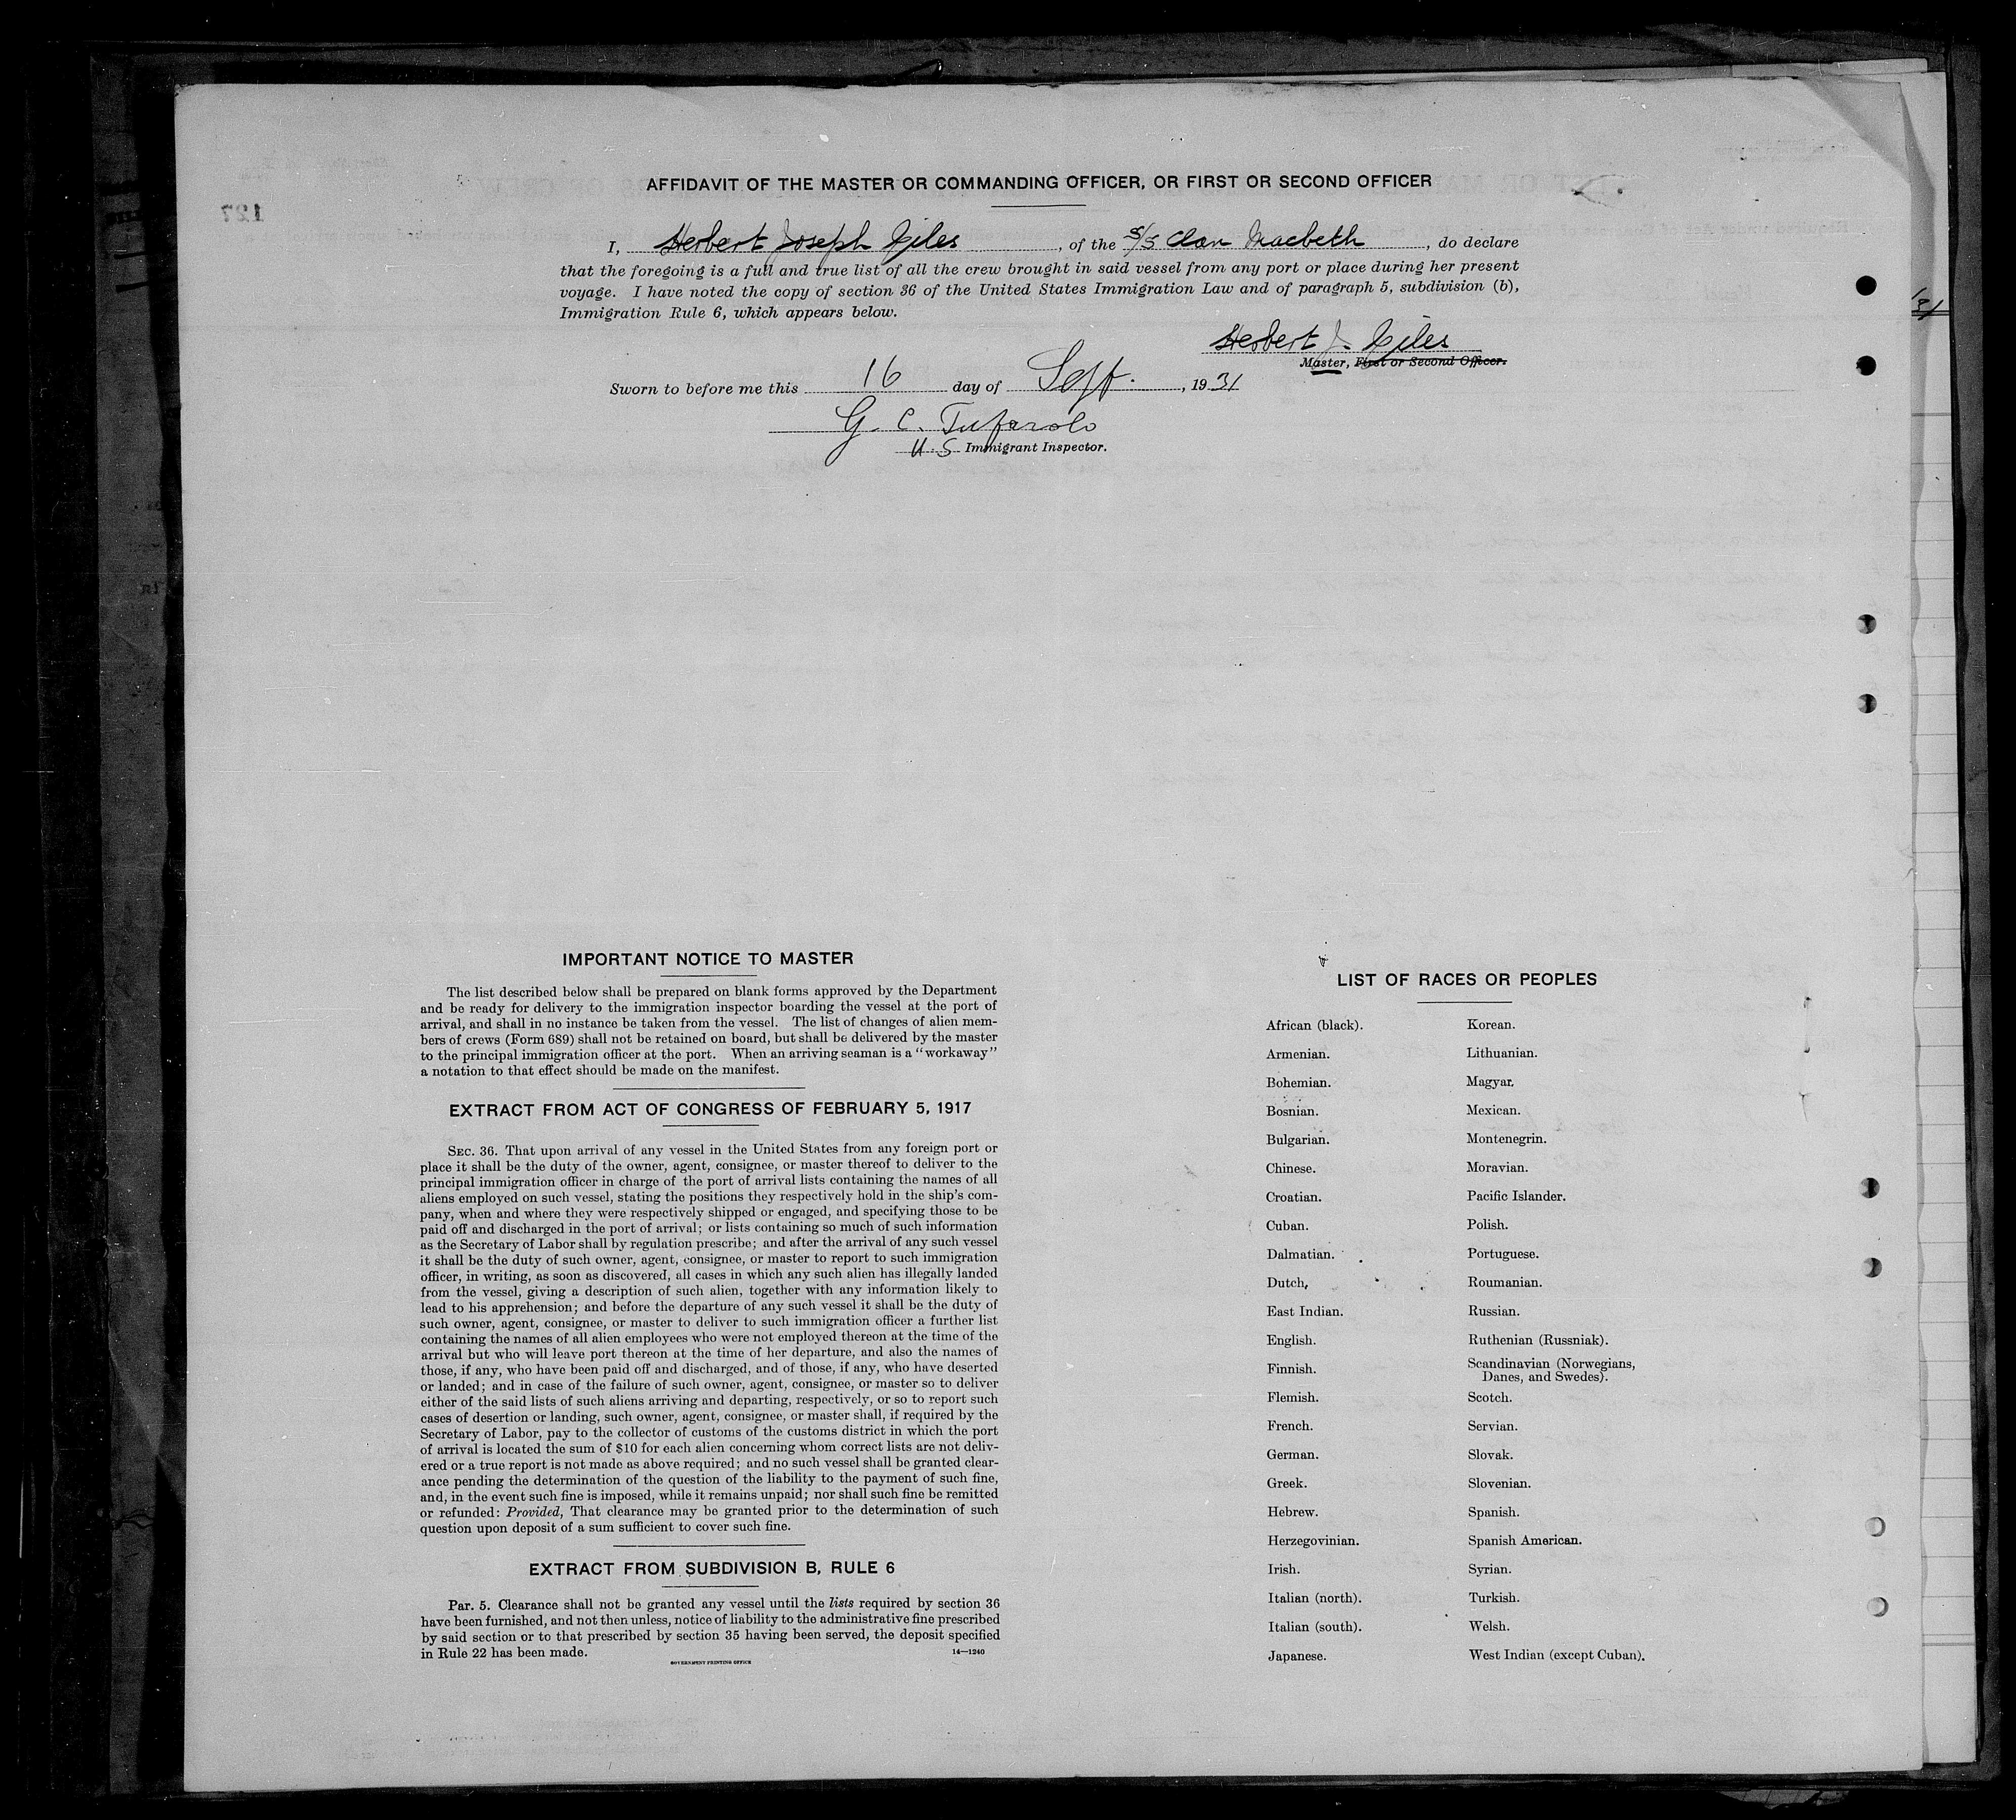 AFFIDAVIT OF THE MASTER OR COMMANDING OFFICER, OR FIRST OR SECOND OFFICER
I, Herbert Joseph Giles, of the S/S Clan Macbeth, do declare
that the foregoing is a full and true list of all the crew brought in said vessel from any port or place during her present
voyage. I have noted the copy of section 36 of the United States Immigration Law and of paragraph 5, subdivision (b),
Immigration Rule 6, which appears below.
Herbert J. Giles
Master, First or Second Officer.
Sworn to before me this 16 day of Sept., 1931
G. C. Tufarolo
U.S. Immigrant Inspector.
IMPORTANT NOTICE TO MASTER
The list described below shall be prepared on blank forms approved by the Department
and be ready for delivery to the immigration inspector boarding the vessel at the port of
arrival, and shall in no instance be taken from the vessel. The list of changes of alien mem-
bers of crews (Form 689) shall not be retained on board, but shall be delivered by the master
to the principal immigration officer at the port. When an arriving seaman is a "workaway"
a notation to that effect should be made on the manifest.
EXTRACT FROM ACT OF CONGRESS OF FEBRUARY 5, 1917
SEC. 36. That upon arrival of any vessel in the United States from any foreign port or
place it shall be the duty of the owner, agent, consignee, or master thereof to deliver to the
principal immigration officer in charge of the port of arrival lists containing the names of all
aliens employed on such vessel, stating the positions they respectively hold in the ship's com-
pany, when and where they were respectively shipped or engaged, and specifying those to be
paid off and discharged in the port of arrival; or lists containing so much of such information
as the Secretary of Labor shall by regulation prescribe; and after the arrival of any such vessel
it shall be the duty of such owner, agent, consignee, or master to report to such immigration
officer, in writing, as soon as discovered, all cases in which any such alien has illegally landed
from the vessel, giving a description of such alien, together with any information likely to
lead to his apprehension; and before the departure of any such vessel it shall be the duty of
such owner, agent, consignee, or master to deliver to such immigration officer a further list
containing the names of all alien employees who were not employed thereon at the time of the
arrival but who will leave port thereon at the time of her departure, and also the names of
those, if any, who have been paid off and discharged, and of those, if any, who have deserted
or landed; and in case of the failure of such owner, agent, consignee, or master so to deliver
either of the said lists of such aliens arriving and departing, respectively, or so to report such
cases of desertion or landing, such owner, agent, consignee, or master shall, if required by the
Secretary of Labor, pay to the collector of customs of the customs district in which the port
of arrival is located the sum of $10 for each alien concerning whom correct lists are not deliv-
ered or a true report is not made as above required; and no such vessel shall be granted clear-
ance pending the determination of the question of the liability to the payment of such fine,
and, in the event such fine is imposed, while it remains unpaid; nor shall such fine be remitted
or refunded: Provided, That clearance may be granted prior to the determination of such
question upon deposit of a sum sufficient to cover such fine.
EXTRACT FROM SUBDIVISION B, RULE 6
Par. 5. Clearance shall not be granted any vessel until the lists required by section 36
have been furnished, and not then unless, notice of liability to the administrative fine prescribed
by said section or to that prescribed by section 35 having been served, the deposit specified
in Rule 22 has been made.
14—1240
GOVERNMENT PRINTING OFFICE
LIST OF RACES OR PEOPLES
African (black).
Armenian.
Bohemian.
Bosnian.
Bulgarian.
Chinese.
Croatian.
Cuban.
Dalmatian.
Dutch.
East Indian.
English.
Finnish.
Flemish.
French.
German.
Greek.
Hebrew.
Herzegovinian.
Irish.
Italian (north).
Italian (south).
Japanese.
Korean.
Lithuanian.
Magyar.
Mexican.
Montenegrin.
Moravian.
Pacific Islander.
Polish.
Portuguese.
Roumanian.
Russian.
Ruthenian (Russniak).
Scandinavian (Norwegians,
Danes, and Swedes).
Scotch.
Servian.
Slovak.
Slovenian.
Spanish.
Spanish American.
Syrian.
Turkish.
Welsh.
West Indian (except Cuban).